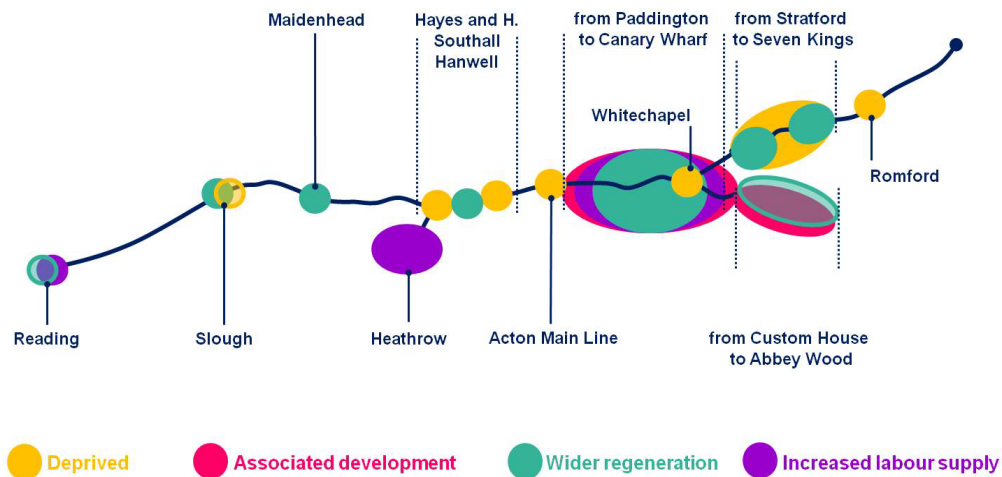 Maidenhead
Hayes and H.
Southall
Hanwell
from Paddington
to Canary Wharf
from Stratford
to Seven Kings
Whitechapel
Romford
Reading
Slough
Heathrow
Acton Main Line
from Custom House
to Abbey Wood
Deprived
Associated development
Wider regeneration
Increased labour supply